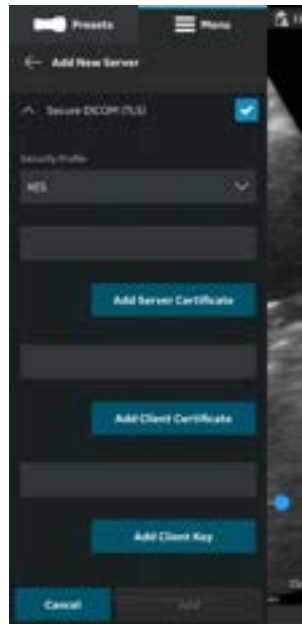 Presets
Menu
Add New Server
Secure DICOM (TLS)
Security Profile
AES
Add Server Certificate
Add Client Certificate
Add Client Key
Cancel
Add